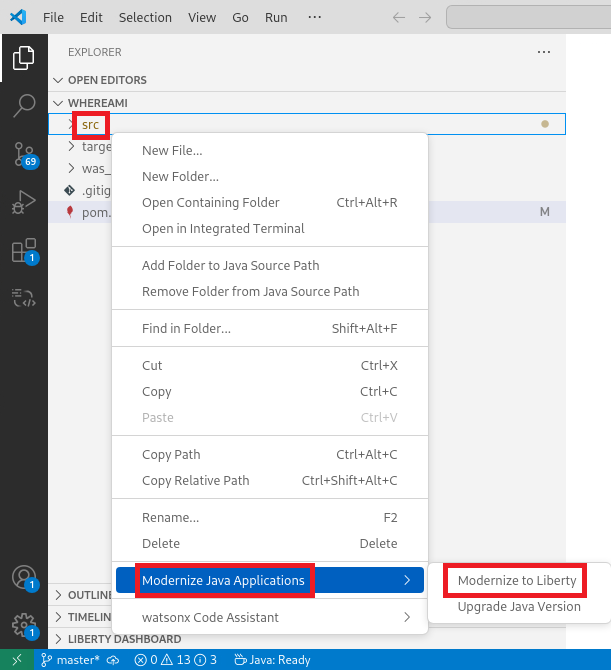 File Edit Selection View Go Run ...
EXPLORER ...
OPEN EDITORS
WHEREAMI
src
targe
was_
.gitig
pom. M
New File...
New Folder...
Open Containing Folder Ctrl+Alt+R
Open in Integrated Terminal
Add Folder to Java Source Path
Remove Folder from Java Source Path
Find in Folder... Shift+Alt+F
Cut Ctrl+X
Copy Ctrl+C
Paste Ctrl+V
Copy Path Ctrl+Alt+C
Copy Relative Path Ctrl+Shift+Alt+C
Rename... F2
Delete Delete
Modernize Java Applications
watsonx Code Assistant
Modernize to Liberty
Upgrade Java Version
69
1
1
1
OUTLINE
TIMELIN
LIBERTY DASHBOARD
master* 0 13 3 Java: Ready